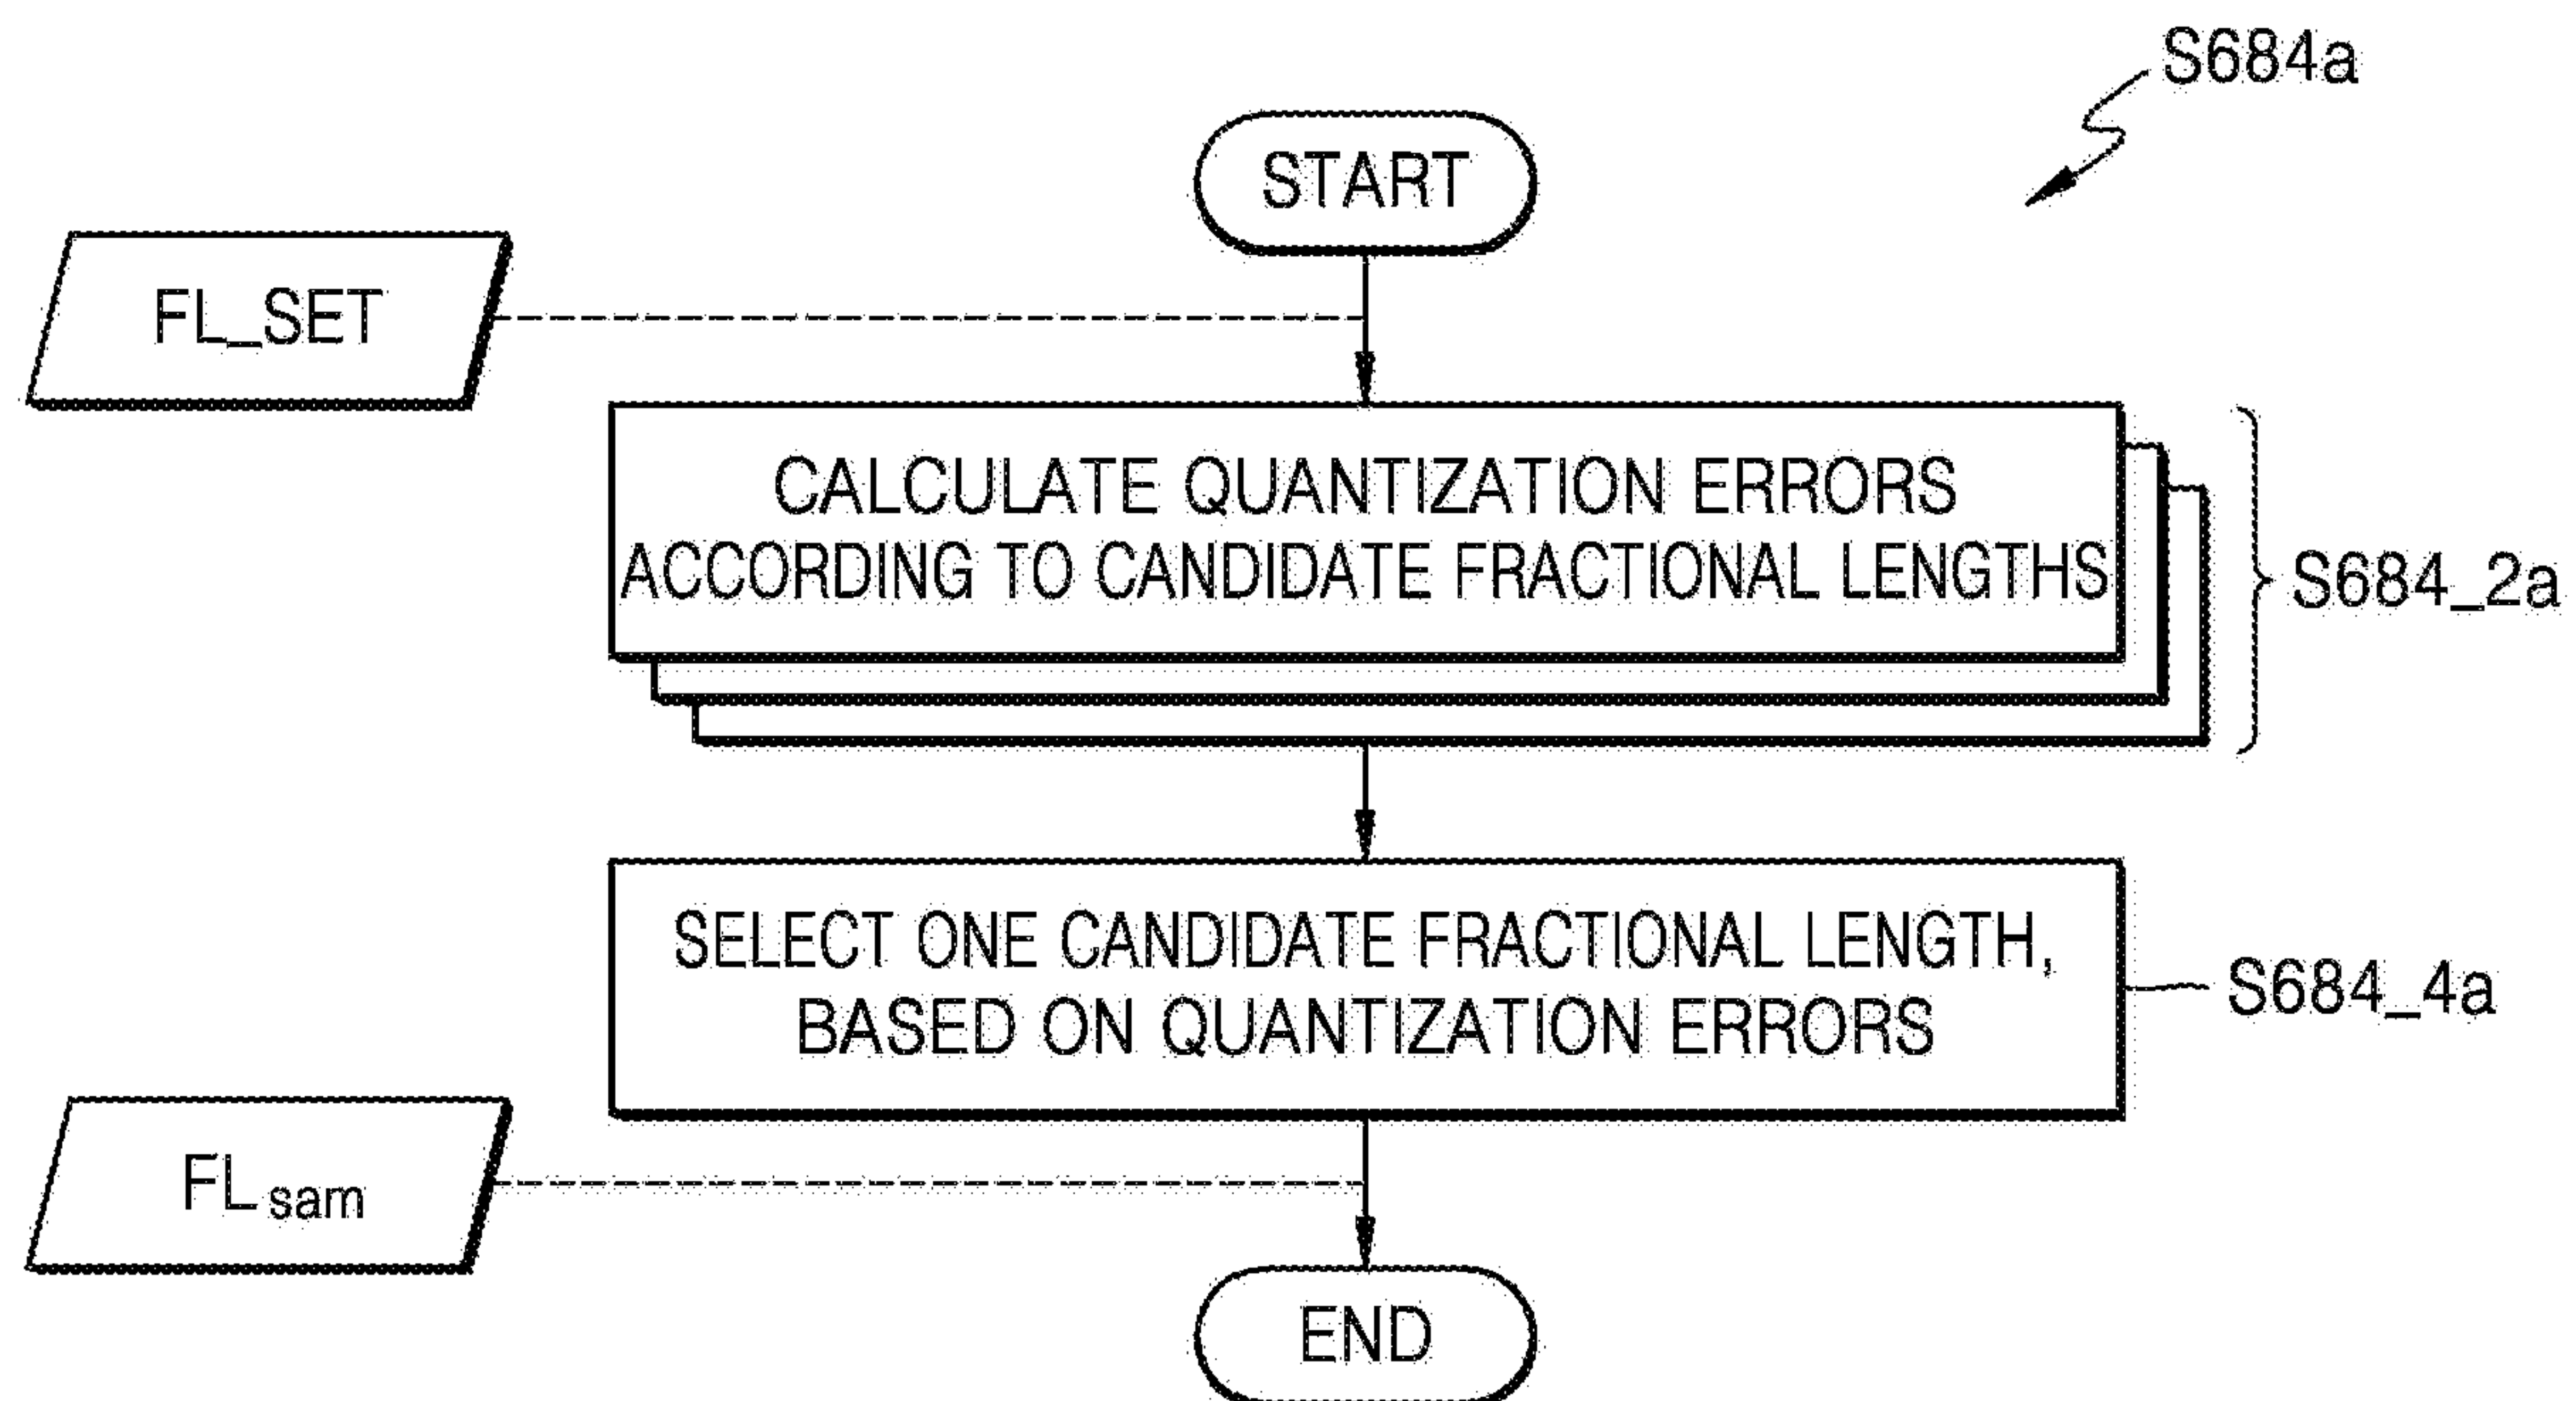 S684a
START
FL_SET
CALCULATE QUANTIZATION ERRORS
ACCORDING TO CANDIDATE FRACTIONAL LENGTHS
S684_2a
SELECT ONE CANDIDATE FRACTIONAL LENGTH,
BASED ON QUANTIZATION ERRORS
S684_4a
FLsam
END